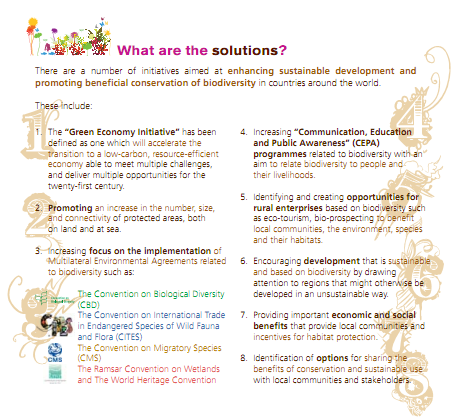 What are the solutions?
There are a number of initiatives aimed at enhancing sustainable development and
promoting beneficial conservation of biodiversity in countries around the world.
These include:
1. The “Green Economy Initiative” has been
defined as one which will accelerate the
transition to a low-carbon, resource-efficient
economy able to meet multiple challenges,
and deliver multiple opportunities for the
twenty-first century.
2. Promoting an increase in the number, size,
and connectivity of protected areas, both
on land and at sea.
3. Increasing focus on the implementation of
Multilateral Environmental Agreements related
to biodiversity such as:
The Convention on Biological Diversity
(CBD)
The Convention on International Trade
in Endangered Species of Wild Fauna
and Flora (CITES)
The Convention on Migratory Species
(CMS)
CMS
The Ramsar Convention on Wetlands
and The World Heritage Convention
4. Increasing “Communication, Education
and Public Awareness” (CEPA)
programmes related to biodiversity with an
aim to relate biodiversity to people and
their livelihoods.
5. Identifying and creating opportunities for
rural enterprises based on biodiversity such
as eco-tourism, bio-prospecting to benefit
local communities, the environment, species
and their habitats.
6. Encouraging development that is sustainable
and based on biodiversity by drawing
attention to regions that might otherwise be
developed in an unsustainable way.
7. Providing important economic and social
benefits that provide local communities and
incentives for habitat protection.
8. Identification of options for sharing the
benefits of conservation and sustainable use
with local communities and stakeholders.